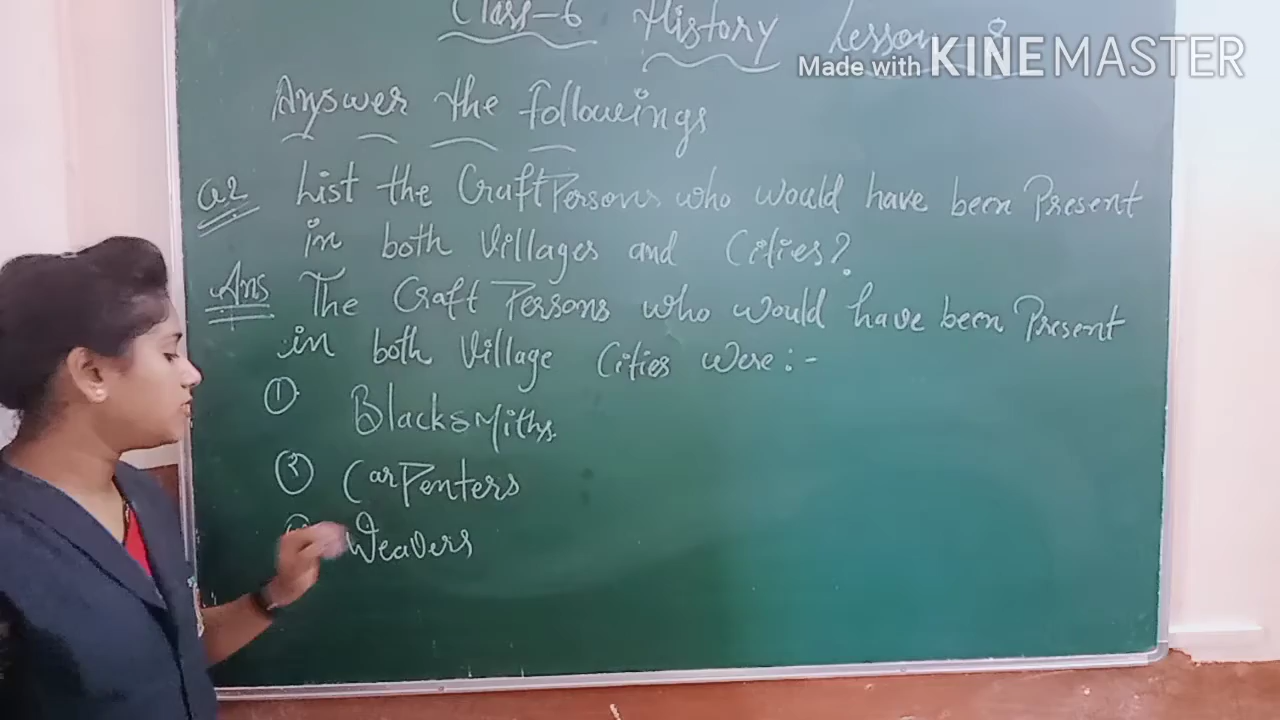 Class-6 History Lesson-8
Made with KINEMASTER
Answer the followings
Q2 List the CraftPersons who would have been Present
in both Villages and Cities?
Ans The Craft Persons who would have been Present
in both Village Cities were:-
① Blacksmiths.
② Carpenters
Weavers